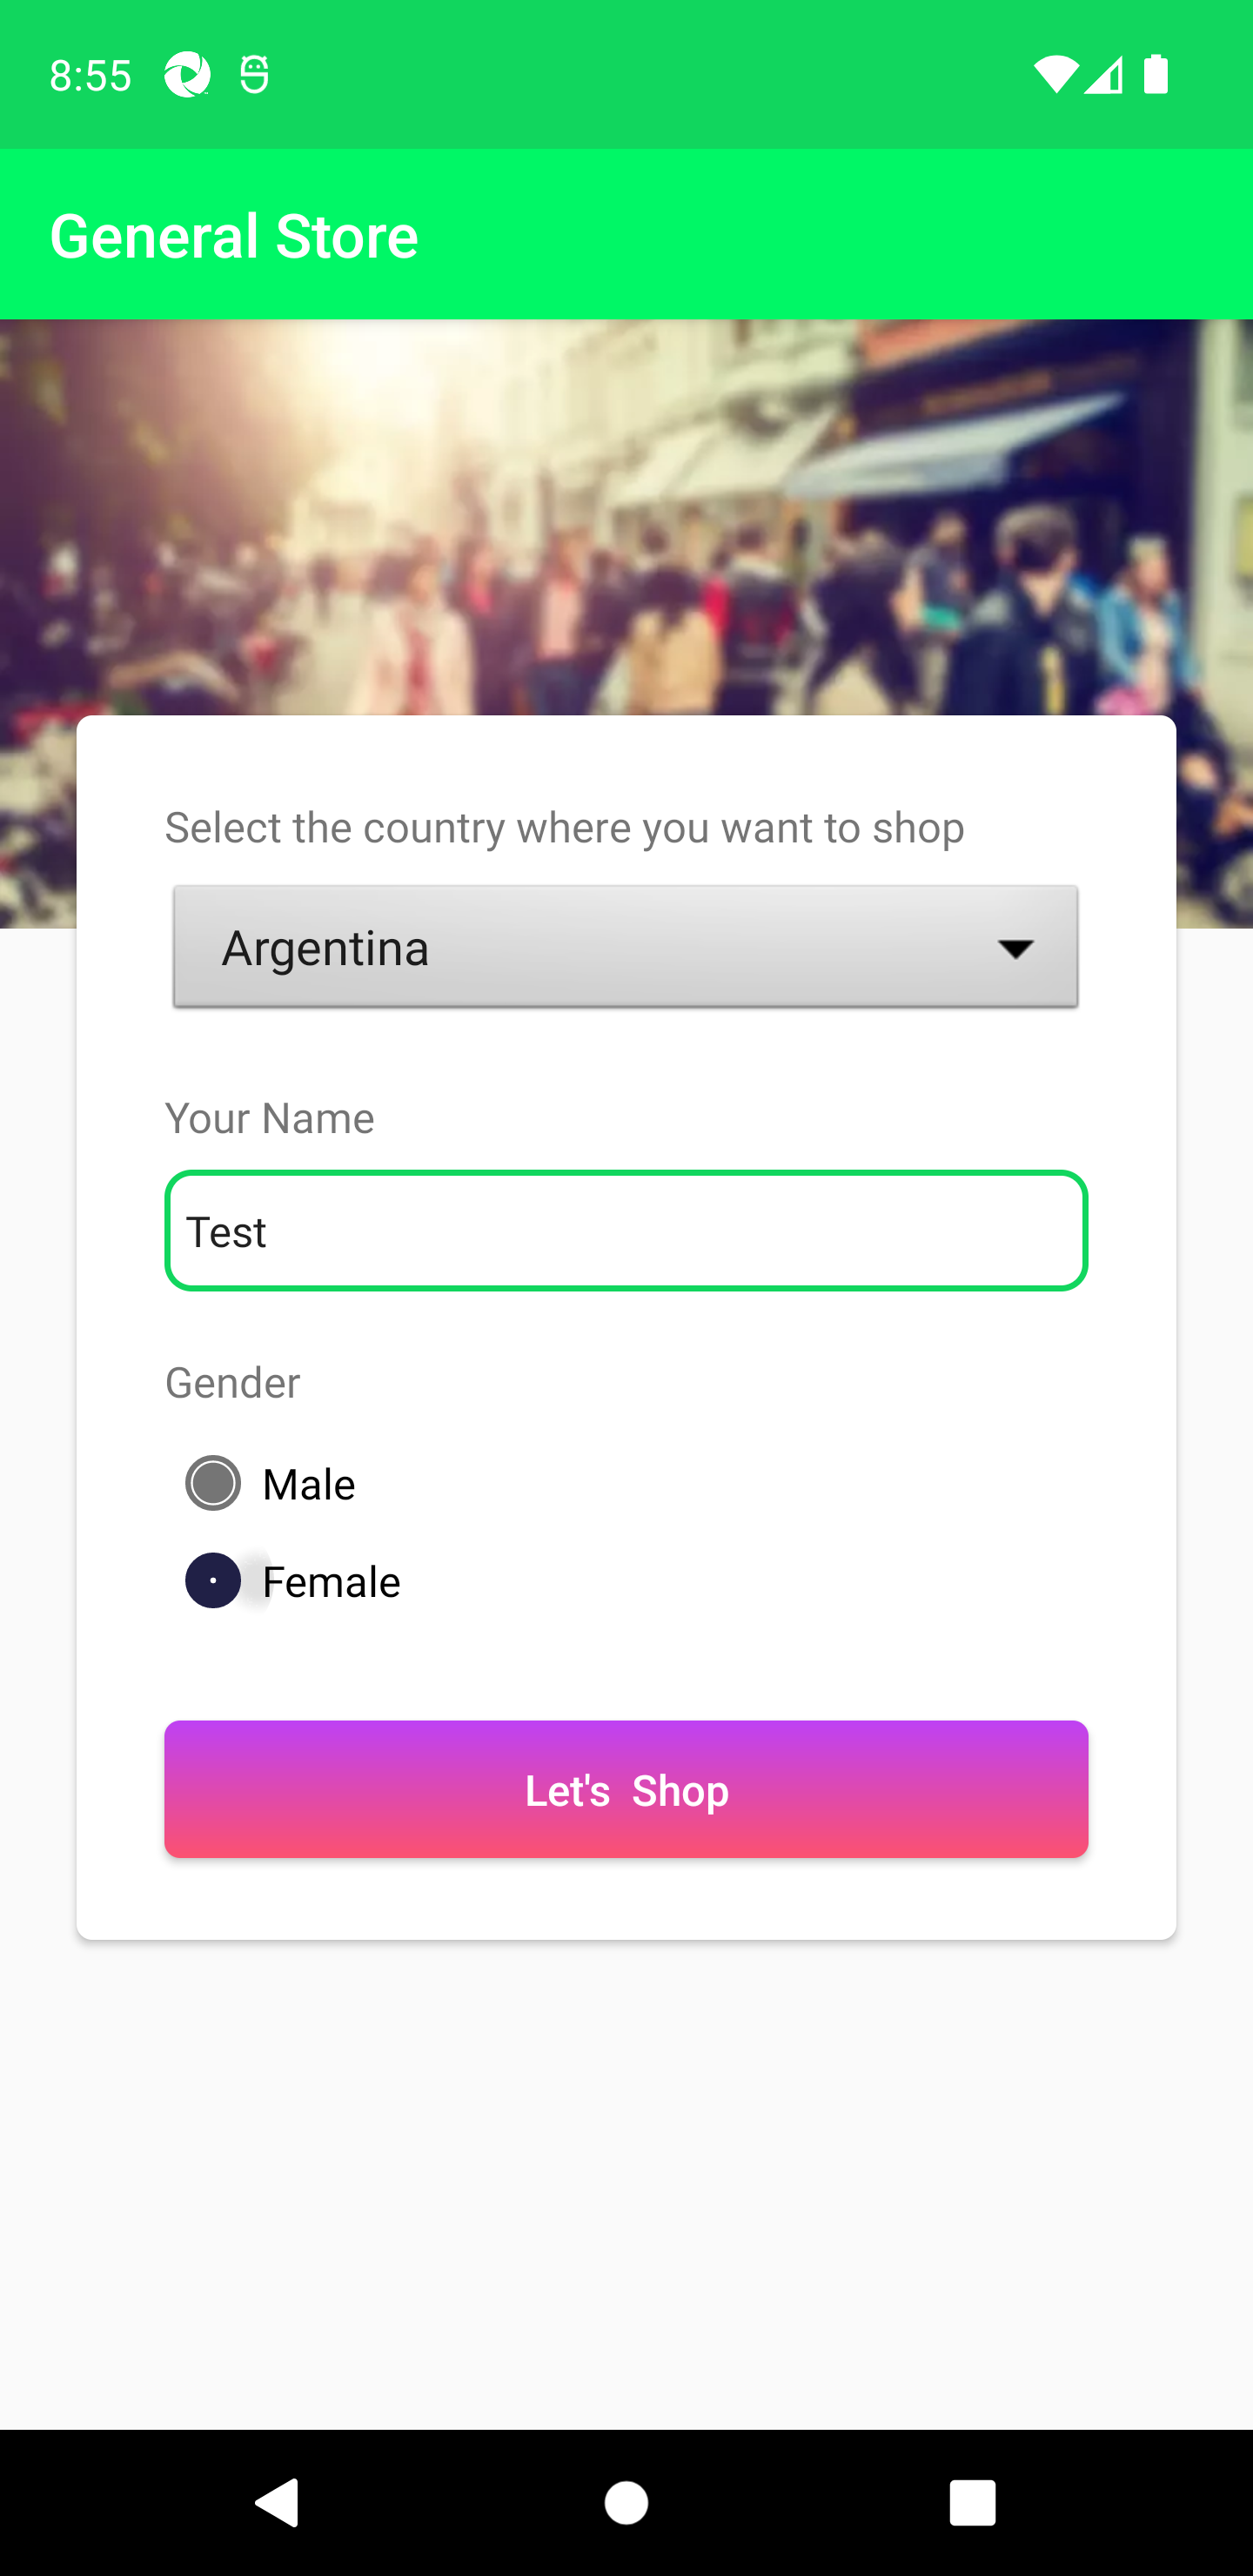 8:55
General Store
Select the country where you want to shop
Argentina
Your Name
Test
Gender
Male
Female
Let's Shop